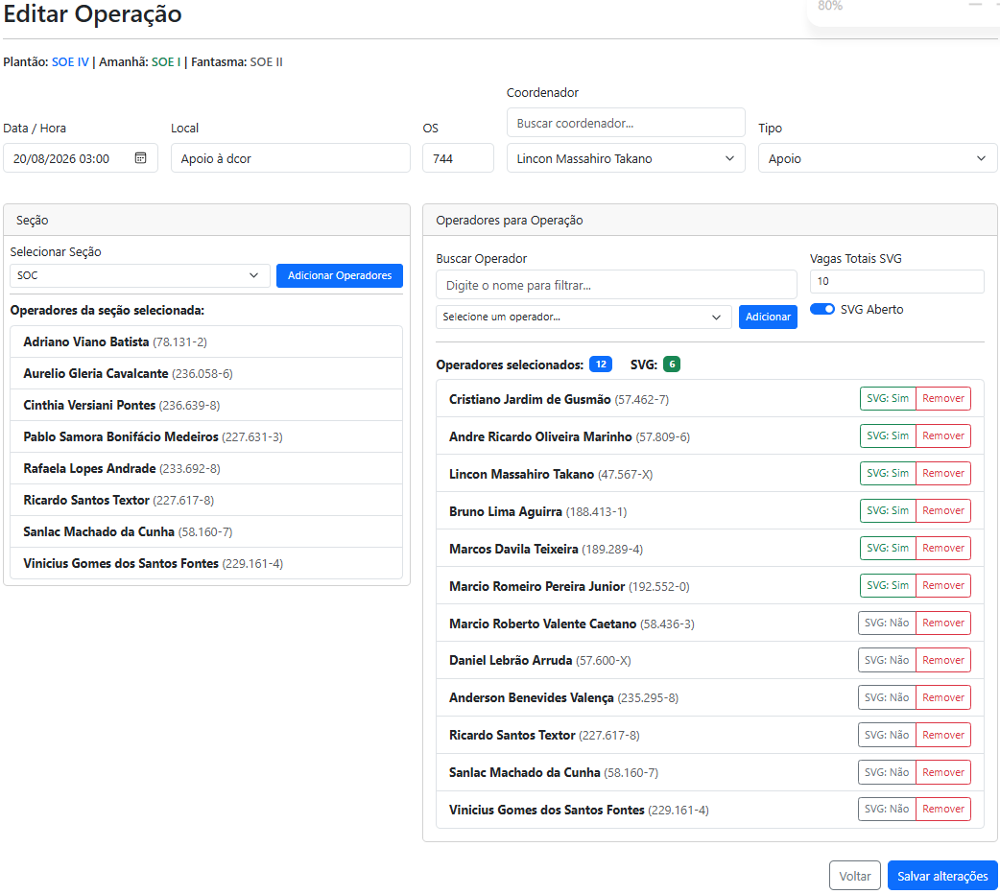 Editar Operação
80%
Plantão: SOE IV | Amanhã: SOE I | Fantasma: SOE II
Data / Hora
20/08/2026 03:00
Local
Apoio à dcor
OS
744
Coordenador
Buscar coordenador...
Lincon Massahiro Takano
Tipo
Apoio
Seção
Selecionar Seção
SOC
Adicionar Operadores
Operadores da seção selecionada:
Adriano Viano Batista (78.131-2)
Aurelio Gleria Cavalcante (236.058-6)
Cinthia Versiani Pontes (236.639-8)
Pablo Samora Bonifácio Medeiros (227.631-3)
Rafaela Lopes Andrade (233.692-8)
Ricardo Santos Textor (227.617-8)
Sanlac Machado da Cunha (58.160-7)
Vinicius Gomes dos Santos Fontes (229.161-4)
Operadores para Operação
Buscar Operador
Digite o nome para filtrar...
Selecione um operador...
Adicionar
Vagas Totais SVG
10
SVG Aberto
Operadores selecionados: 12 SVG: 6
Cristiano Jardim de Gusmão (57.462-7) SVG: Sim Remover
Andre Ricardo Oliveira Marinho (57.809-6) SVG: Sim Remover
Lincon Massahiro Takano (47.567-X) SVG: Sim Remover
Bruno Lima Aguirra (188.413-1) SVG: Sim Remover
Marcos Davila Teixeira (189.289-4) SVG: Sim Remover
Marcio Romeiro Pereira Junior (192.552-0) SVG: Sim Remover
Marcio Roberto Valente Caetano (58.436-3) SVG: Não Remover
Daniel Lebrão Arruda (57.600-X) SVG: Não Remover
Anderson Benevides Valença (235.295-8) SVG: Não Remover
Ricardo Santos Textor (227.617-8) SVG: Não Remover
Sanlac Machado da Cunha (58.160-7) SVG: Não Remover
Vinicius Gomes dos Santos Fontes (229.161-4) SVG: Não Remover
Voltar
Salvar alterações